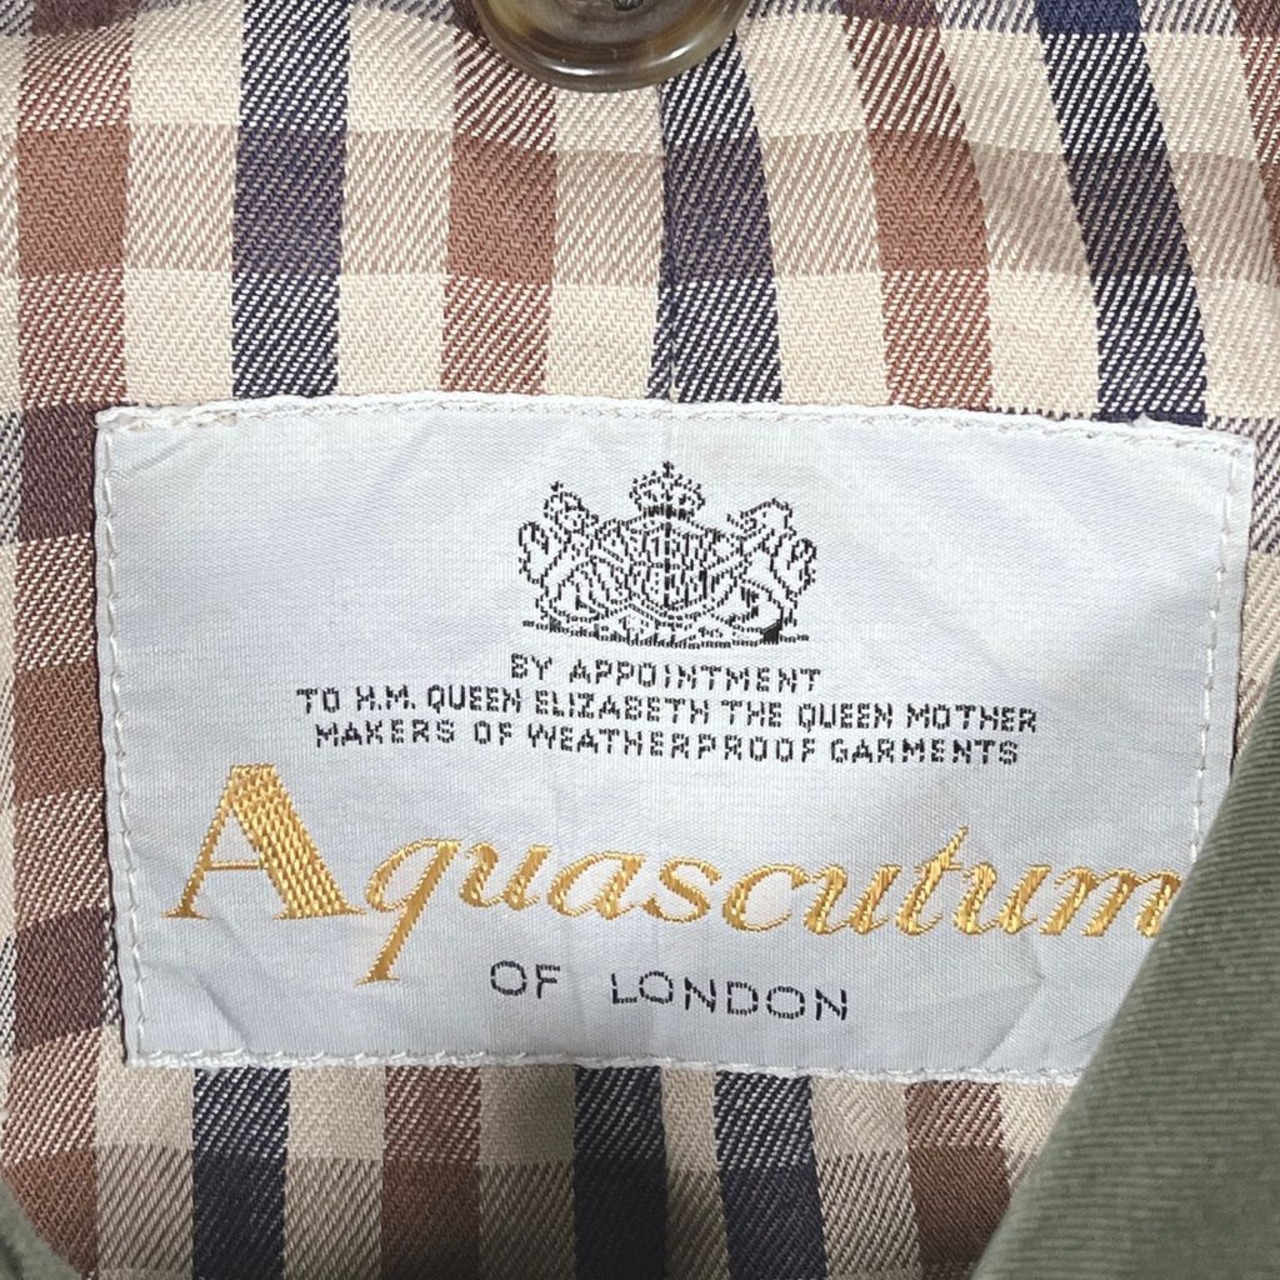 BY APPOINTMENT
TO H.M. QUEEN ELIZABETH THE QUEEN MOTHER
MAKERS OF WEATHERPROOF GARMENTS
Aquascutum
OF LONDON